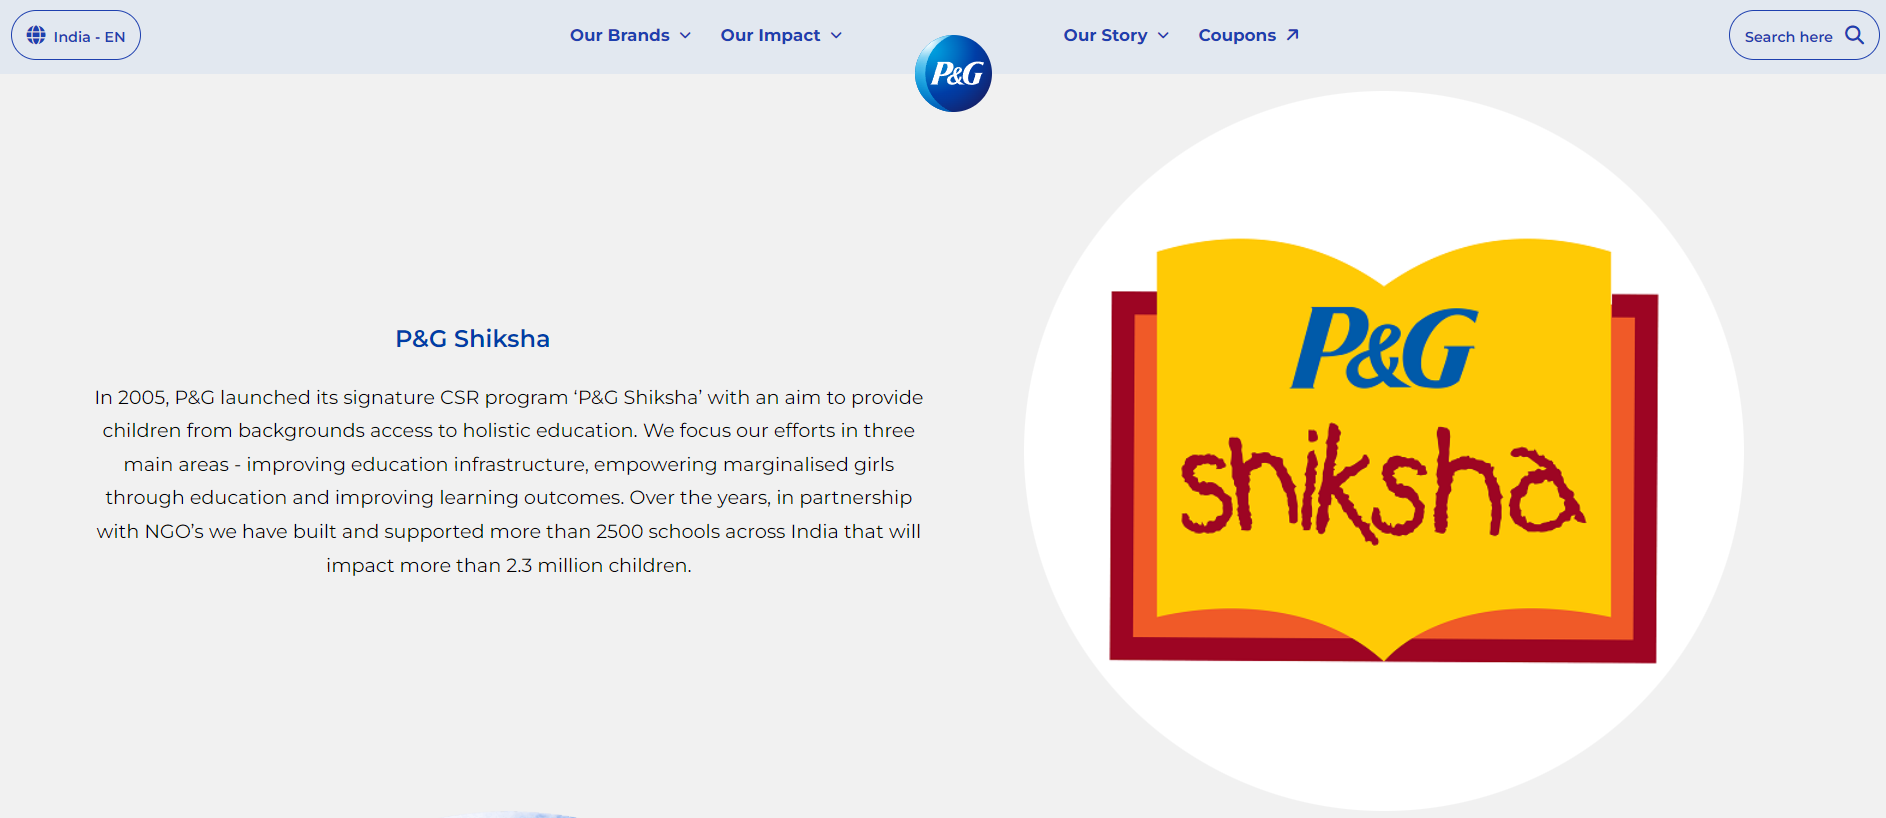 India - EN
Our Brands
Our Impact
P&G
Our Story
Coupons
Search here
P&G Shiksha
In 2005, P&G launched its signature CSR program ‘P&G Shiksha’ with an aim to provide
children from backgrounds access to holistic education. We focus our efforts in three
main areas - improving education infrastructure, empowering marginalised girls
through education and improving learning outcomes. Over the years, in partnership
with NGO’s we have built and supported more than 2500 schools across India that will
impact more than 2.3 million children.
P&G
shiksha